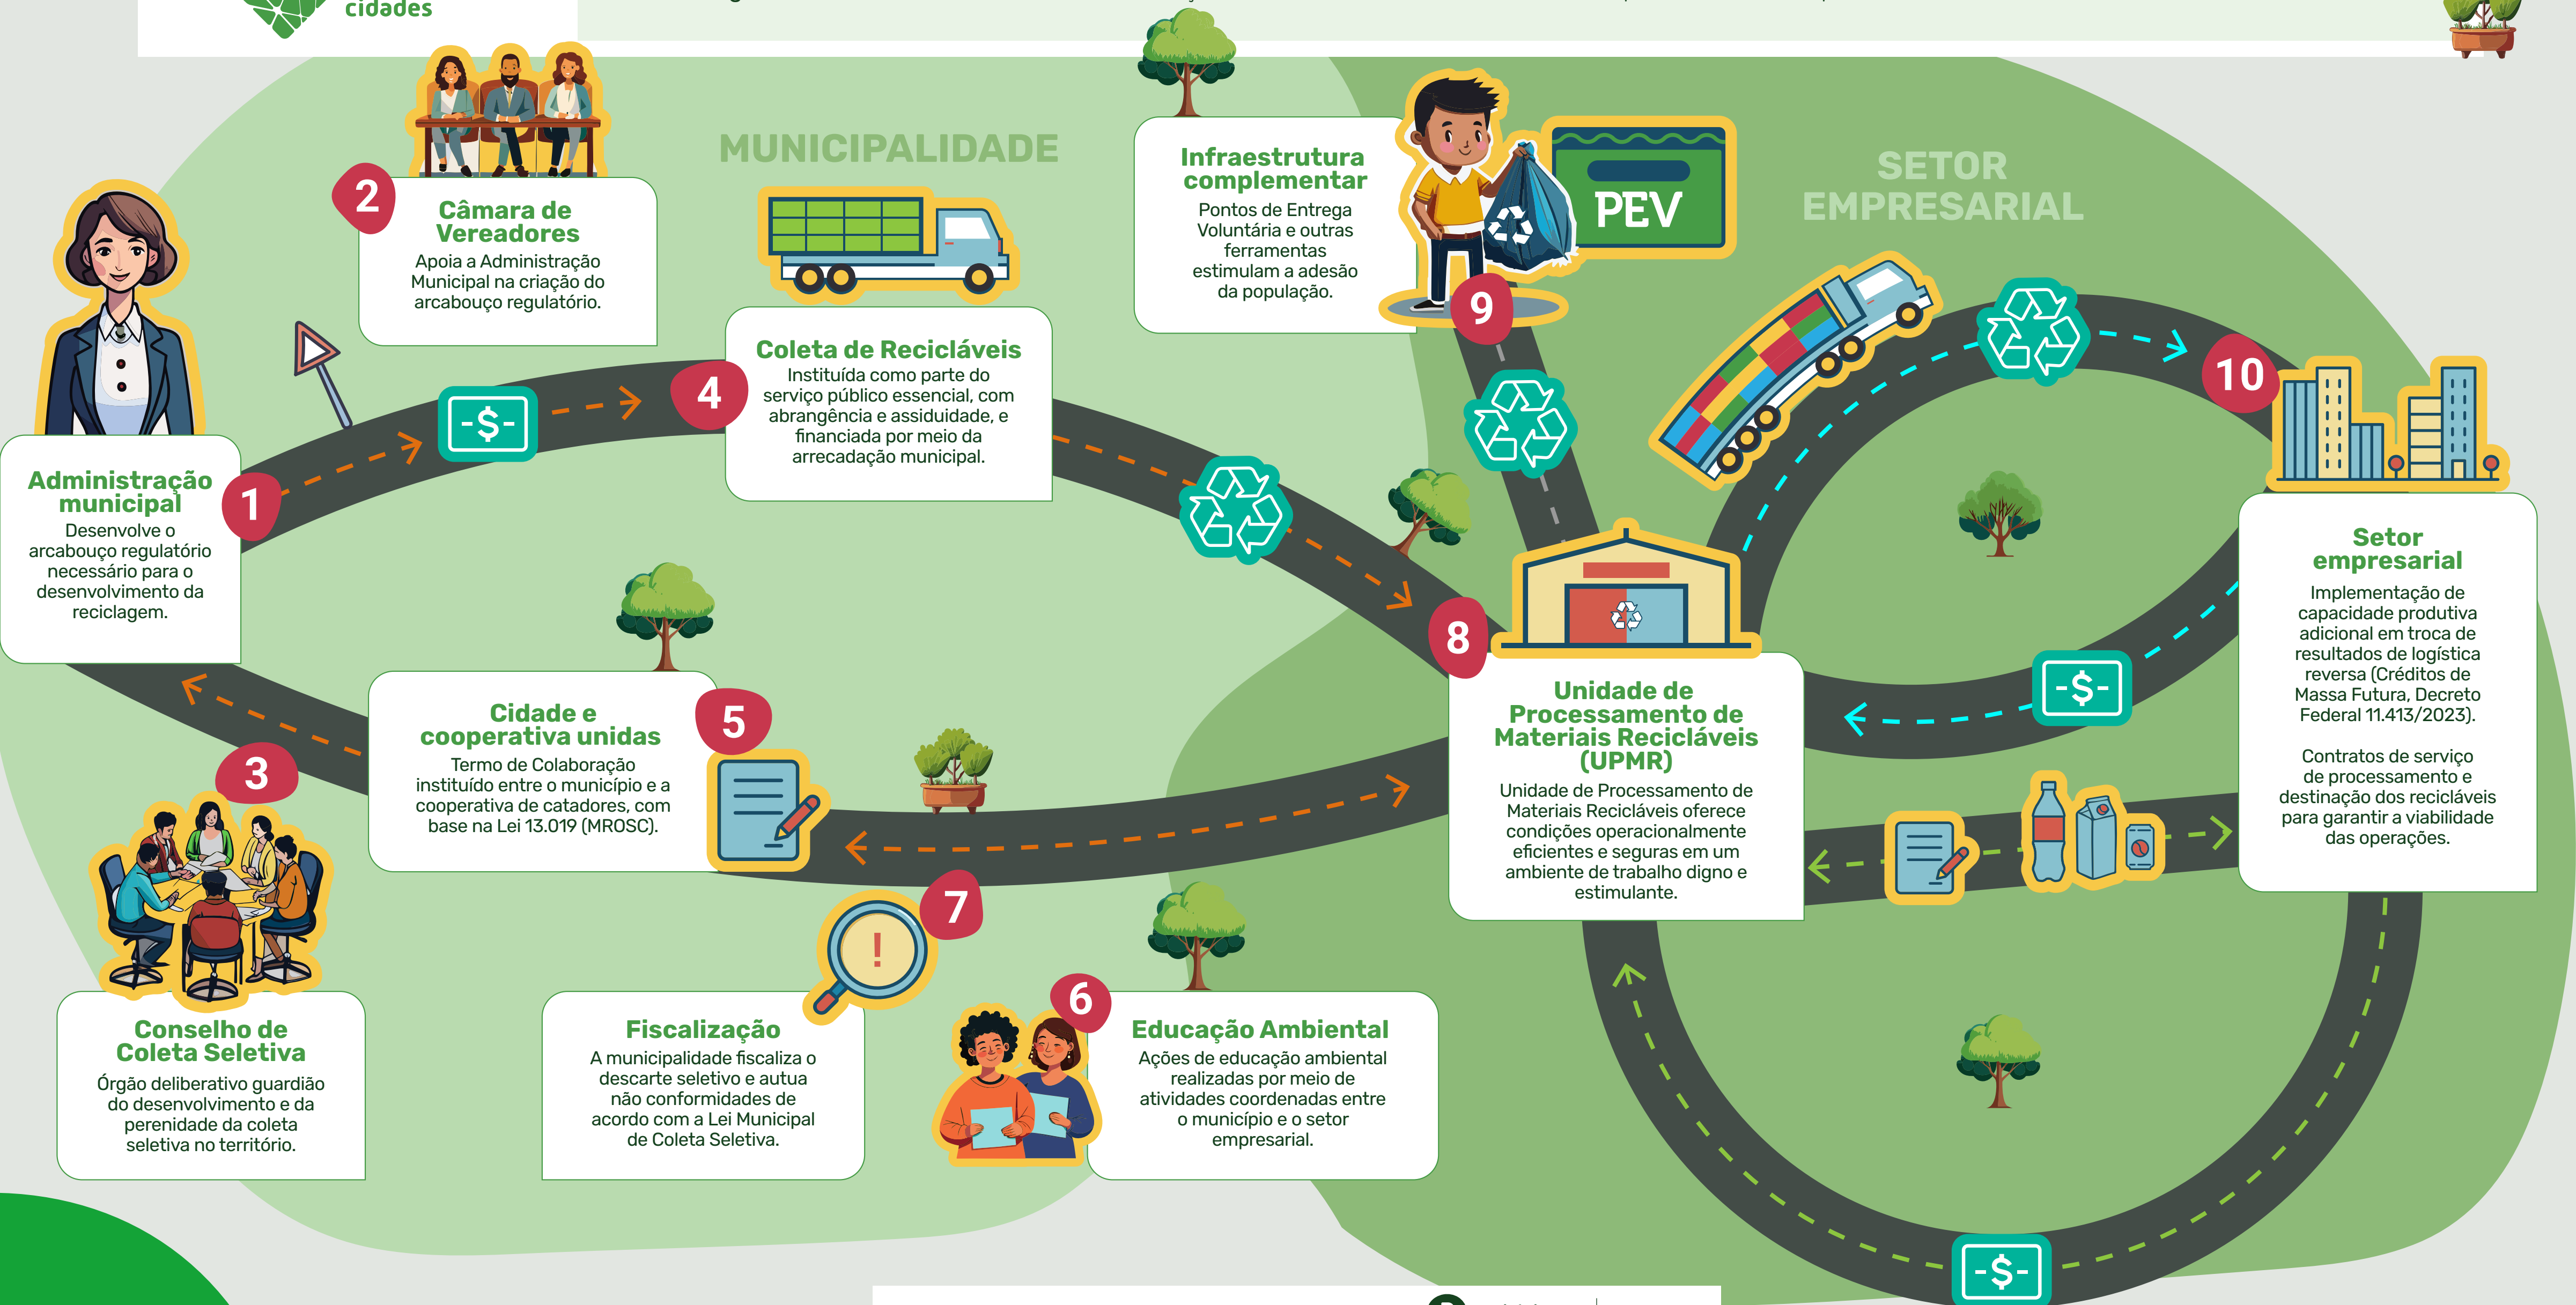 cidades
MUNICIPALIDADE
SETOR
EMPRESARIAL
1
Administração
municipal
Desenvolve o
arcabouço regulatório
necessário para o
desenvolvimento da
reciclagem.
2
Câmara de
Vereadores
Apoia a Administração
Municipal na criação do
arcabouço regulatório.
3
Conselho de
Coleta Seletiva
Órgão deliberativo guardião
do desenvolvimento e da
perenidade da coleta
seletiva no território.
-$-
4
Coleta de Recicláveis
Instituída como parte do
serviço público essencial, com
abrangência e assiduidade, e
financiada por meio da
arrecadação municipal.
5
Cidade e
cooperativa unidas
Termo de Colaboração
instituído entre o município e a
cooperativa de catadores, com
base na Lei 13.019 (MROSC).
6
Educação Ambiental
Ações de educação ambiental
realizadas por meio de
atividades coordenadas entre
o município e o setor
empresarial.
7
!
Fiscalização
A municipalidade fiscaliza o
descarte seletivo e autua
não conformidades de
acordo com a Lei Municipal
de Coleta Seletiva.
8
Unidade de
Processamento de
Materiais Recicláveis
(UPMR)
Unidade de Processamento de
Materiais Recicláveis oferece
condições operacionalmente
eficientes e seguras em um
ambiente de trabalho digno e
estimulante.
9
Infraestrutura
complementar
Pontos de Entrega
Voluntária e outras
ferramentas
estimulam a adesão
da população.
PEV
10
Setor
empresarial
Implementação de
capacidade produtiva
adicional em troca de
resultados de logística
reversa (Créditos de
Massa Futura, Decreto
Federal 11.413/2023).
Contratos de serviço
de processamento e
destinação dos recicláveis
para garantir a viabilidade
das operações.
-$-
-$-